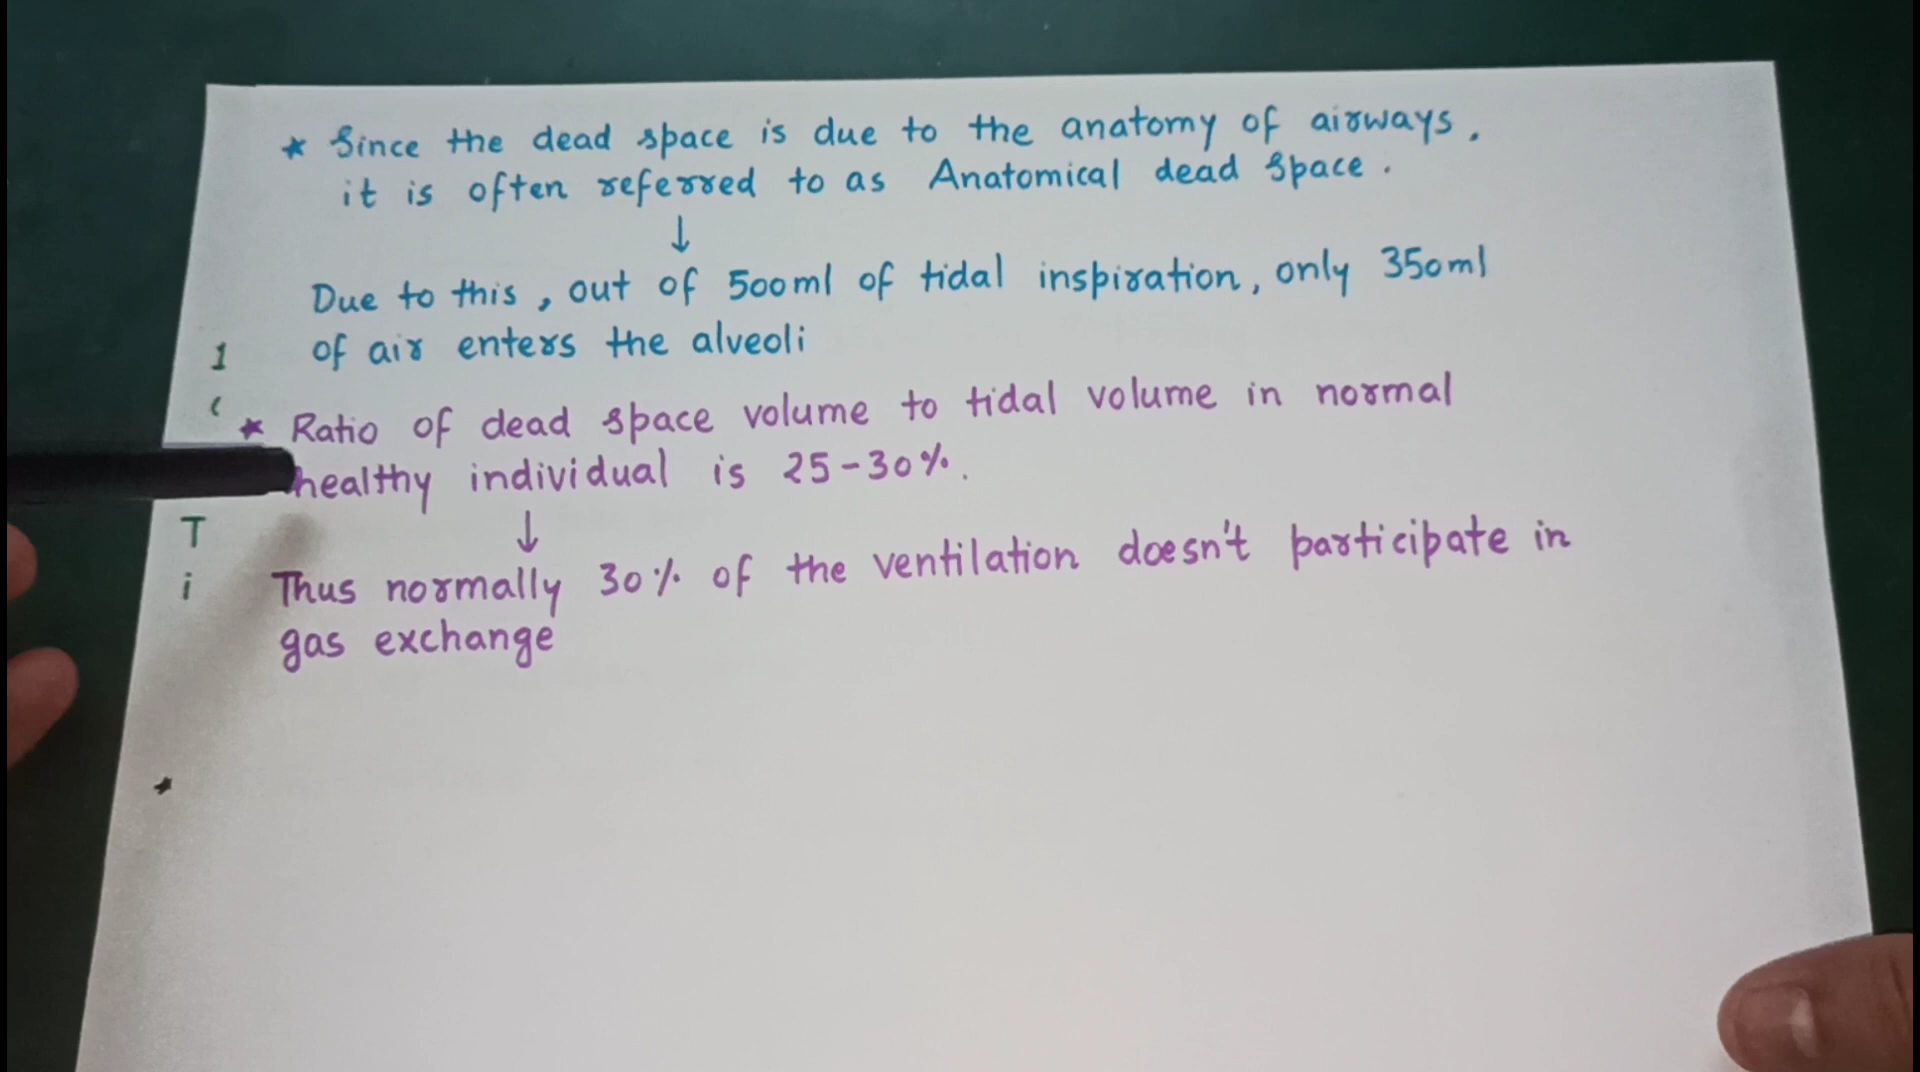 * Since the dead space is due to the anatomy of airways,
it is often referred to as Anatomical dead space.
↓
Due to this, out of 500ml of tidal inspiration, only 350ml
of air enters the alveoli
1
(
* Ratio of dead space volume to tidal volume in normal
healthy individual is 25-30%.
↓
T
i
Thus normally 30% of the ventilation doesn't participate in
gas exchange
*